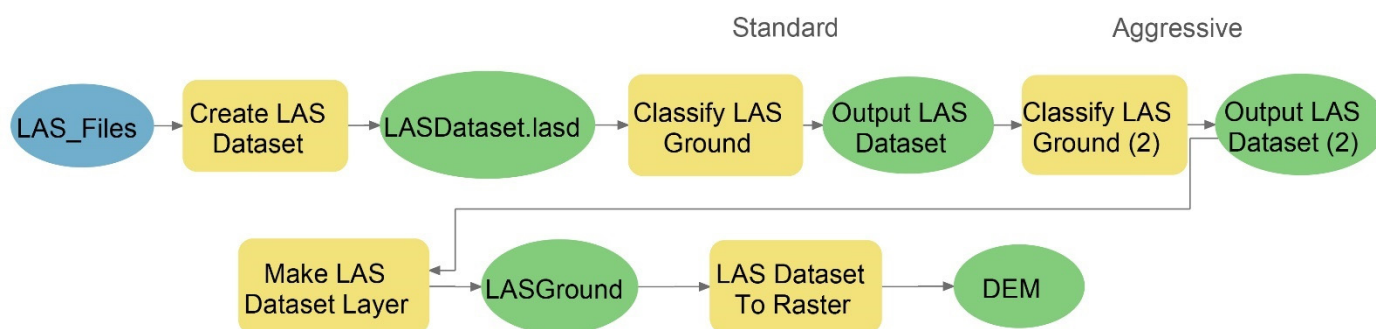 Standard
Aggressive
LAS_Files
Create LAS
Dataset
LASDataset.lasd
Classify LAS
Ground
Output LAS
Dataset
Classify LAS
Ground (2)
Output LAS
Dataset (2)
Make LAS
Dataset Layer
LASGround
LAS Dataset
To Raster
DEM